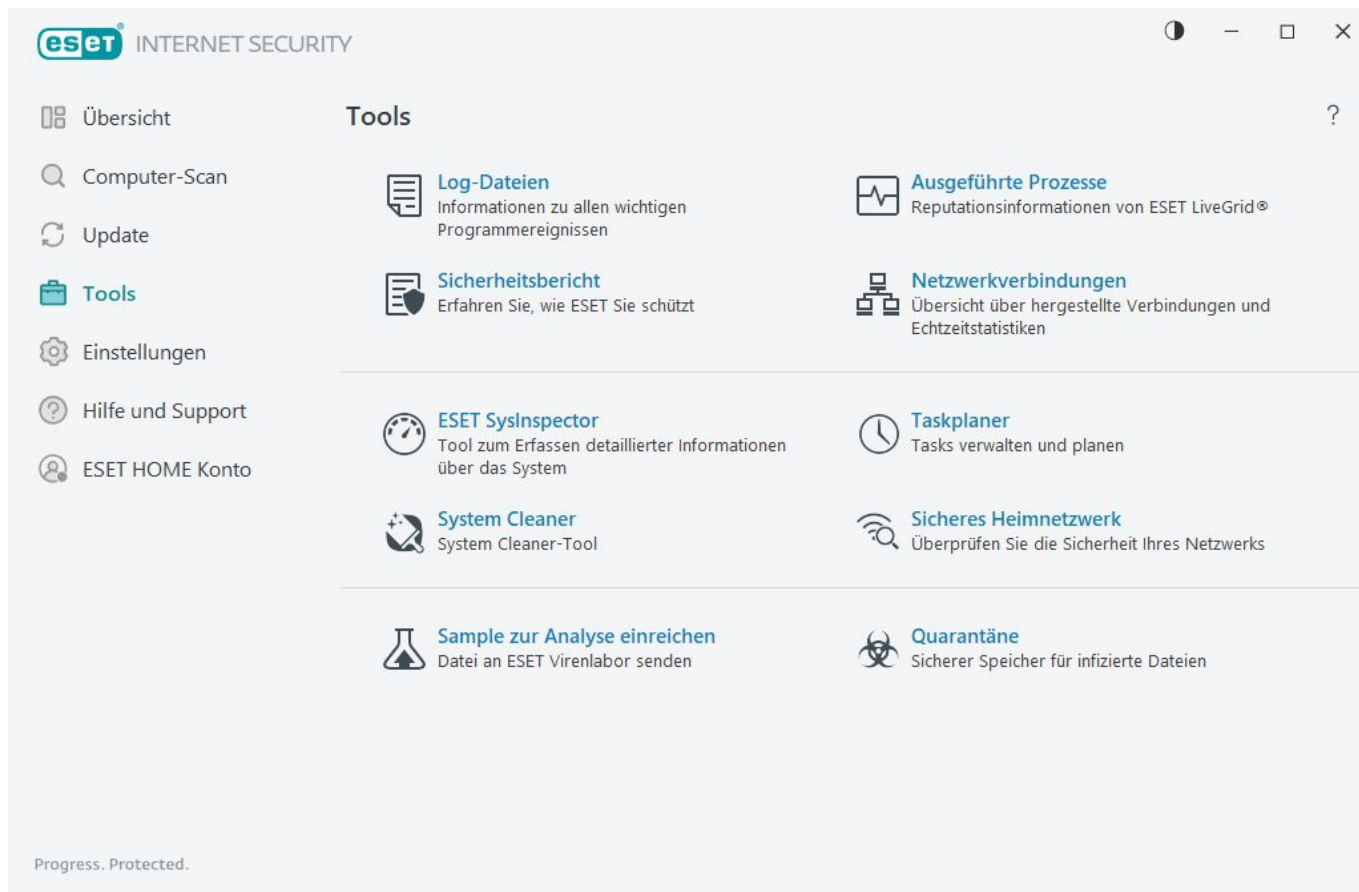 eset® INTERNET SECURITY
Übersicht
Computer-Scan
Update
Tools
Einstellungen
Hilfe und Support
ESET HOME Konto
Tools
?
Log-Dateien
Informationen zu allen wichtigen
Programmereignissen
Ausgeführte Prozesse
Reputationsinformationen von ESET LiveGrid®
Sicherheitsbericht
Erfahren Sie, wie ESET Sie schützt
Netzwerkverbindungen
Übersicht über hergestellte Verbindungen und
Echtzeitstatistiken
ESET SysInspector
Tool zum Erfassen detaillierter Informationen
über das System
Taskplaner
Tasks verwalten und planen
System Cleaner
System Cleaner-Tool
Sicheres Heimnetzwerk
Überprüfen Sie die Sicherheit Ihres Netzwerks
Sample zur Analyse einreichen
Datei an ESET Virenlabor senden
Quarantäne
Sicherer Speicher für infizierte Dateien
Progress. Protected.